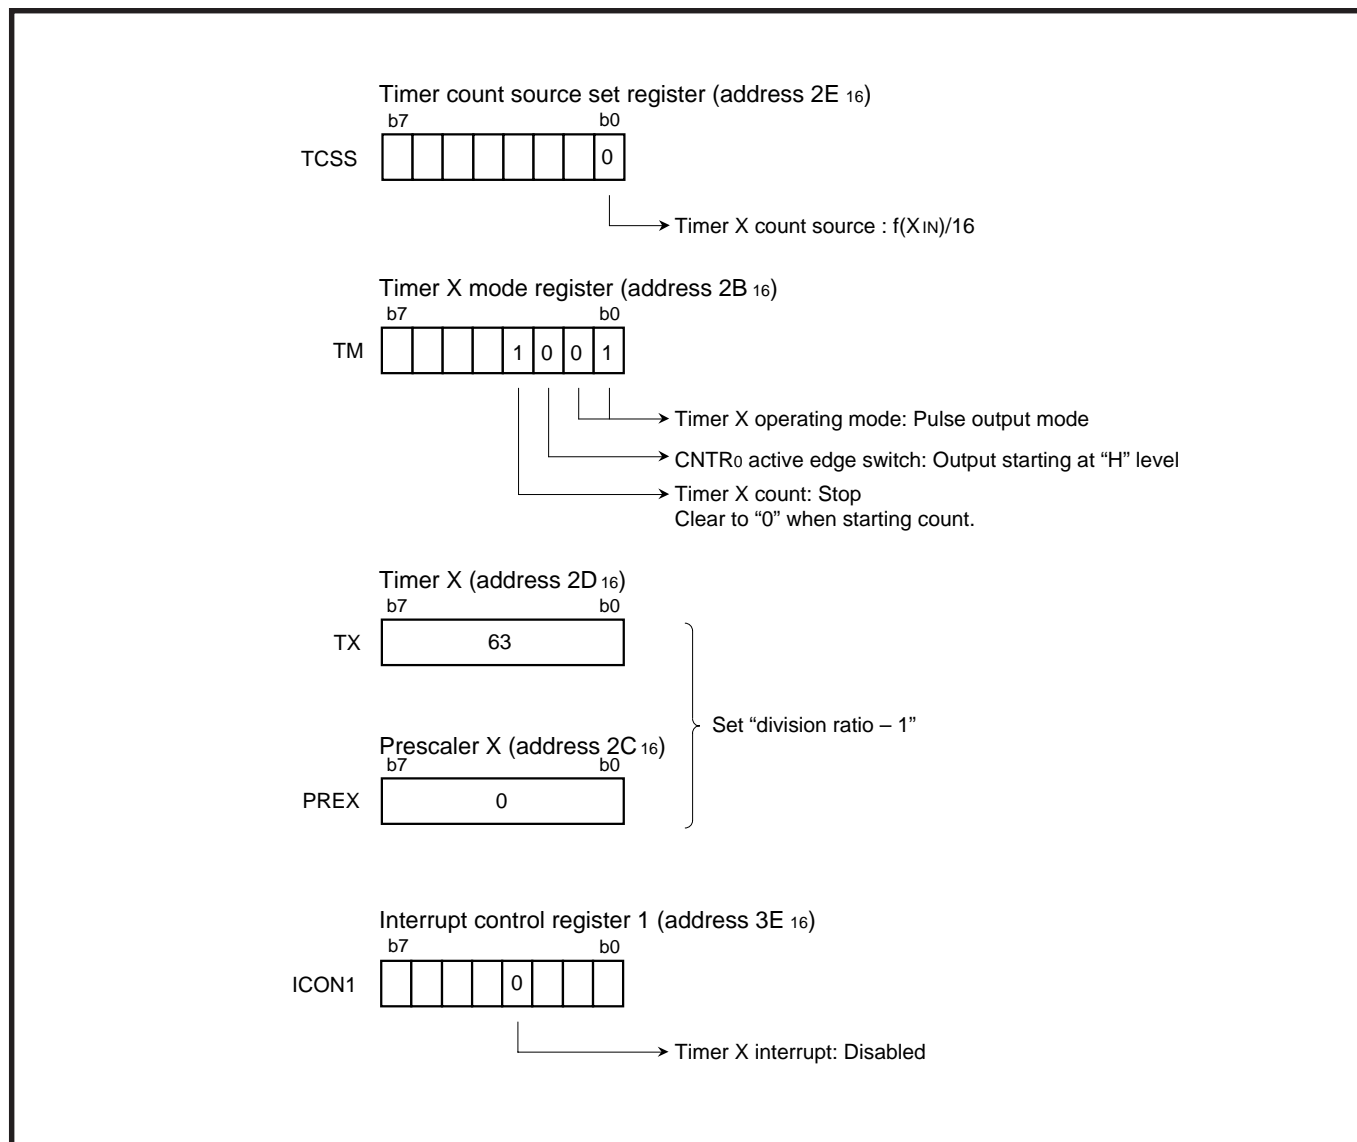 Timer count source set register (address 2E 16)
b7 b0
TCSS 0
Timer X count source : f(XIN)/16
Timer X mode register (address 2B 16)
b7 b0
TM 1 0 0 1
Timer X operating mode: Pulse output mode
CNTR0 active edge switch: Output starting at “H” level
Timer X count: Stop
Clear to “0” when starting count.
Timer X (address 2D 16)
b7 b0
TX 63
Set “division ratio – 1”
Prescaler X (address 2C 16)
b7 b0
PREX 0
Interrupt control register 1 (address 3E 16)
b7 b0
ICON1 0
Timer X interrupt: Disabled